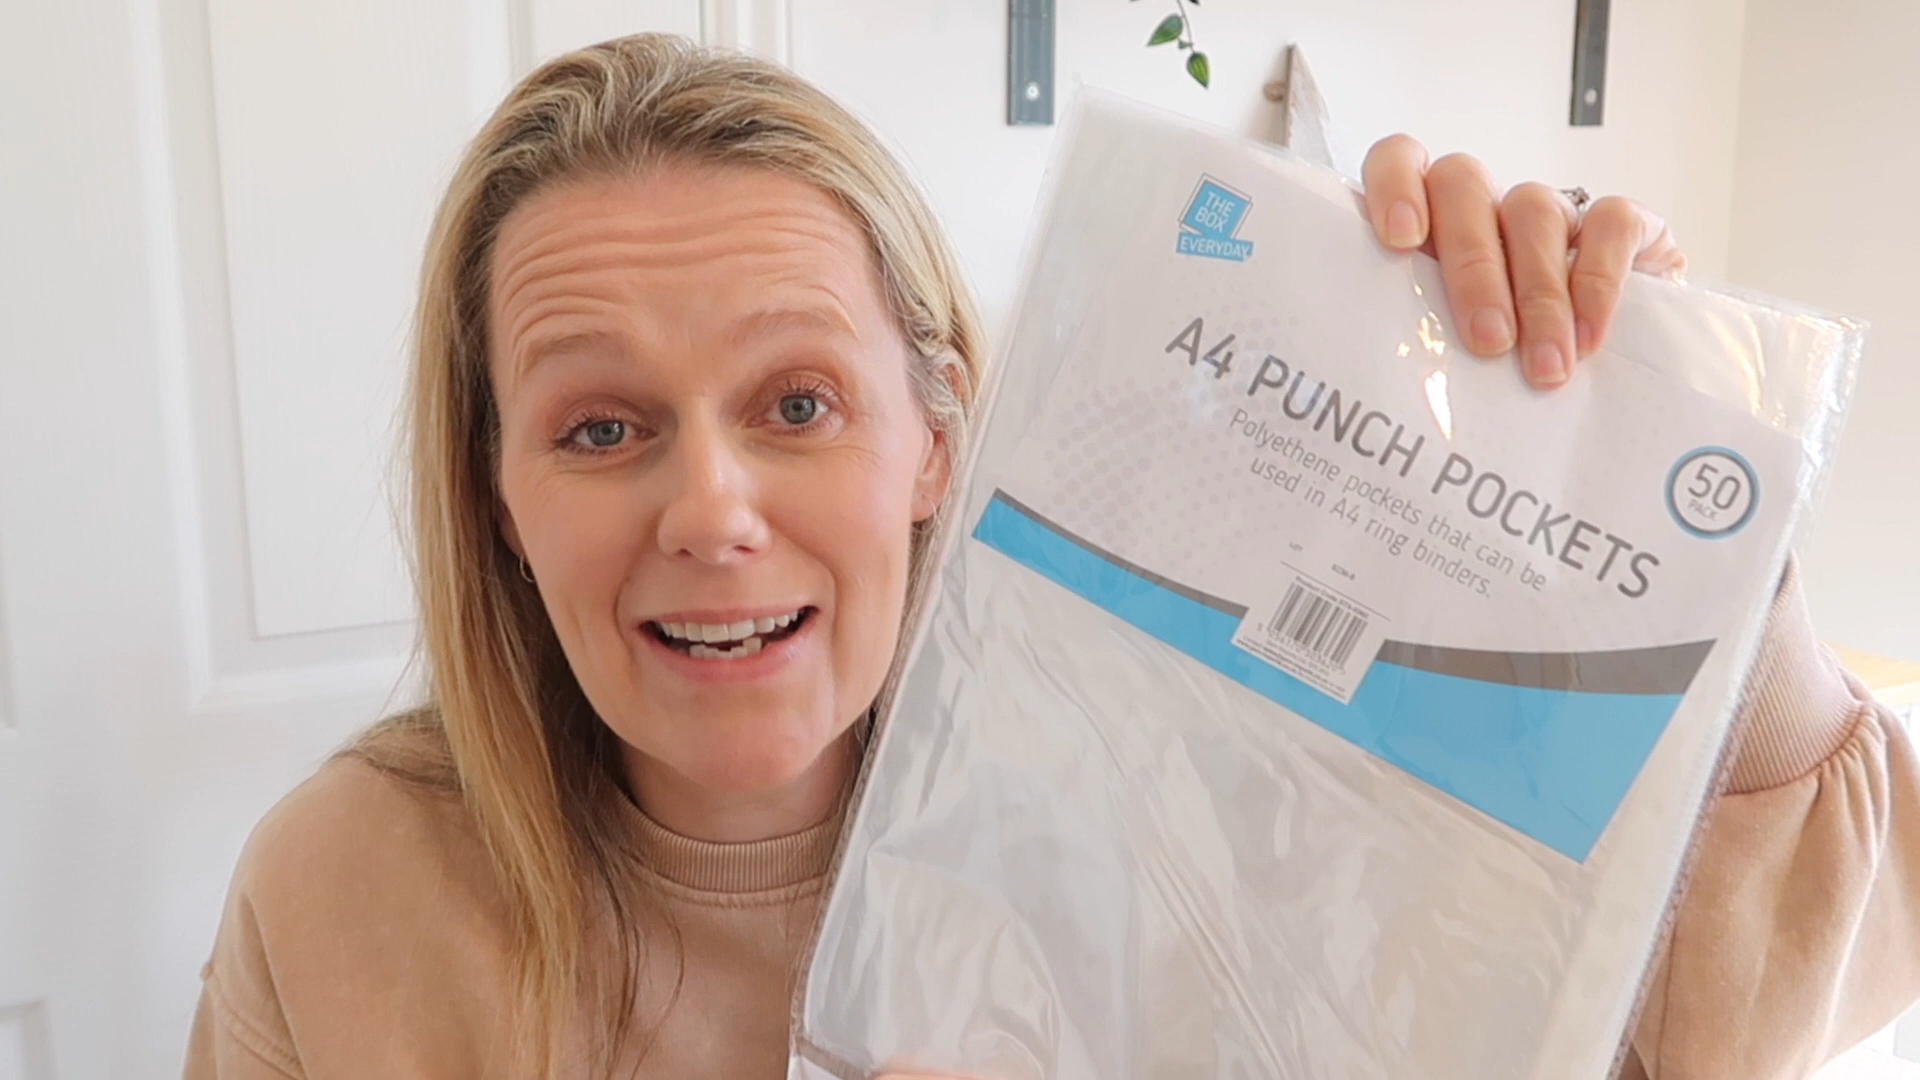 THE
BOX
EVERYDAY
A4 PUNCH POCKETS
Polyethene pockets that can be
used in A4 ring binders.
50
PACK